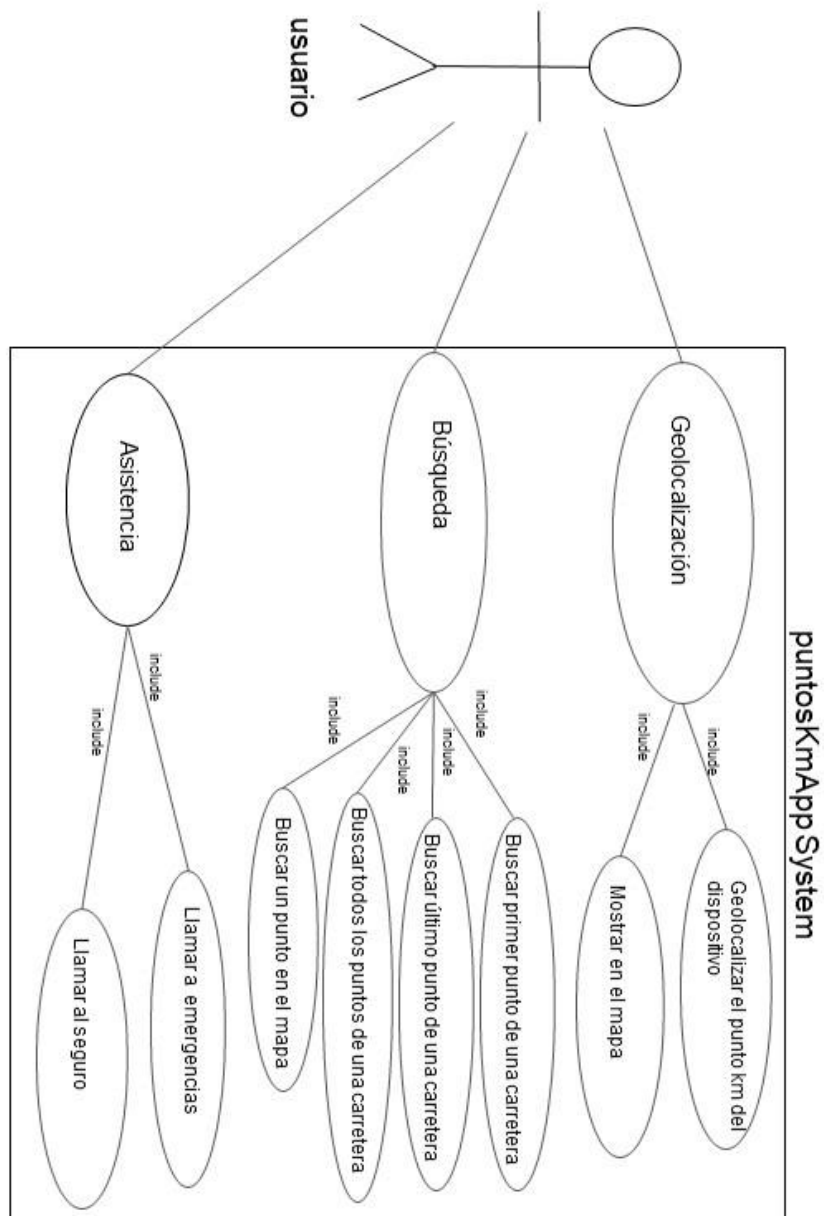 puntosKmApp System
usuario
Geolocalización
include
include
Geolocalizar el punto km del
dispositivo
Mostrar en el mapa
Búsqueda
include
include
include
include
Buscar primer punto de una carretera
Buscar último punto de una carretera
Buscar todos los puntos de una carretera
Buscar un punto en el mapa
Asistencia
include
include
Llamar a emergencias
Llamar al seguro